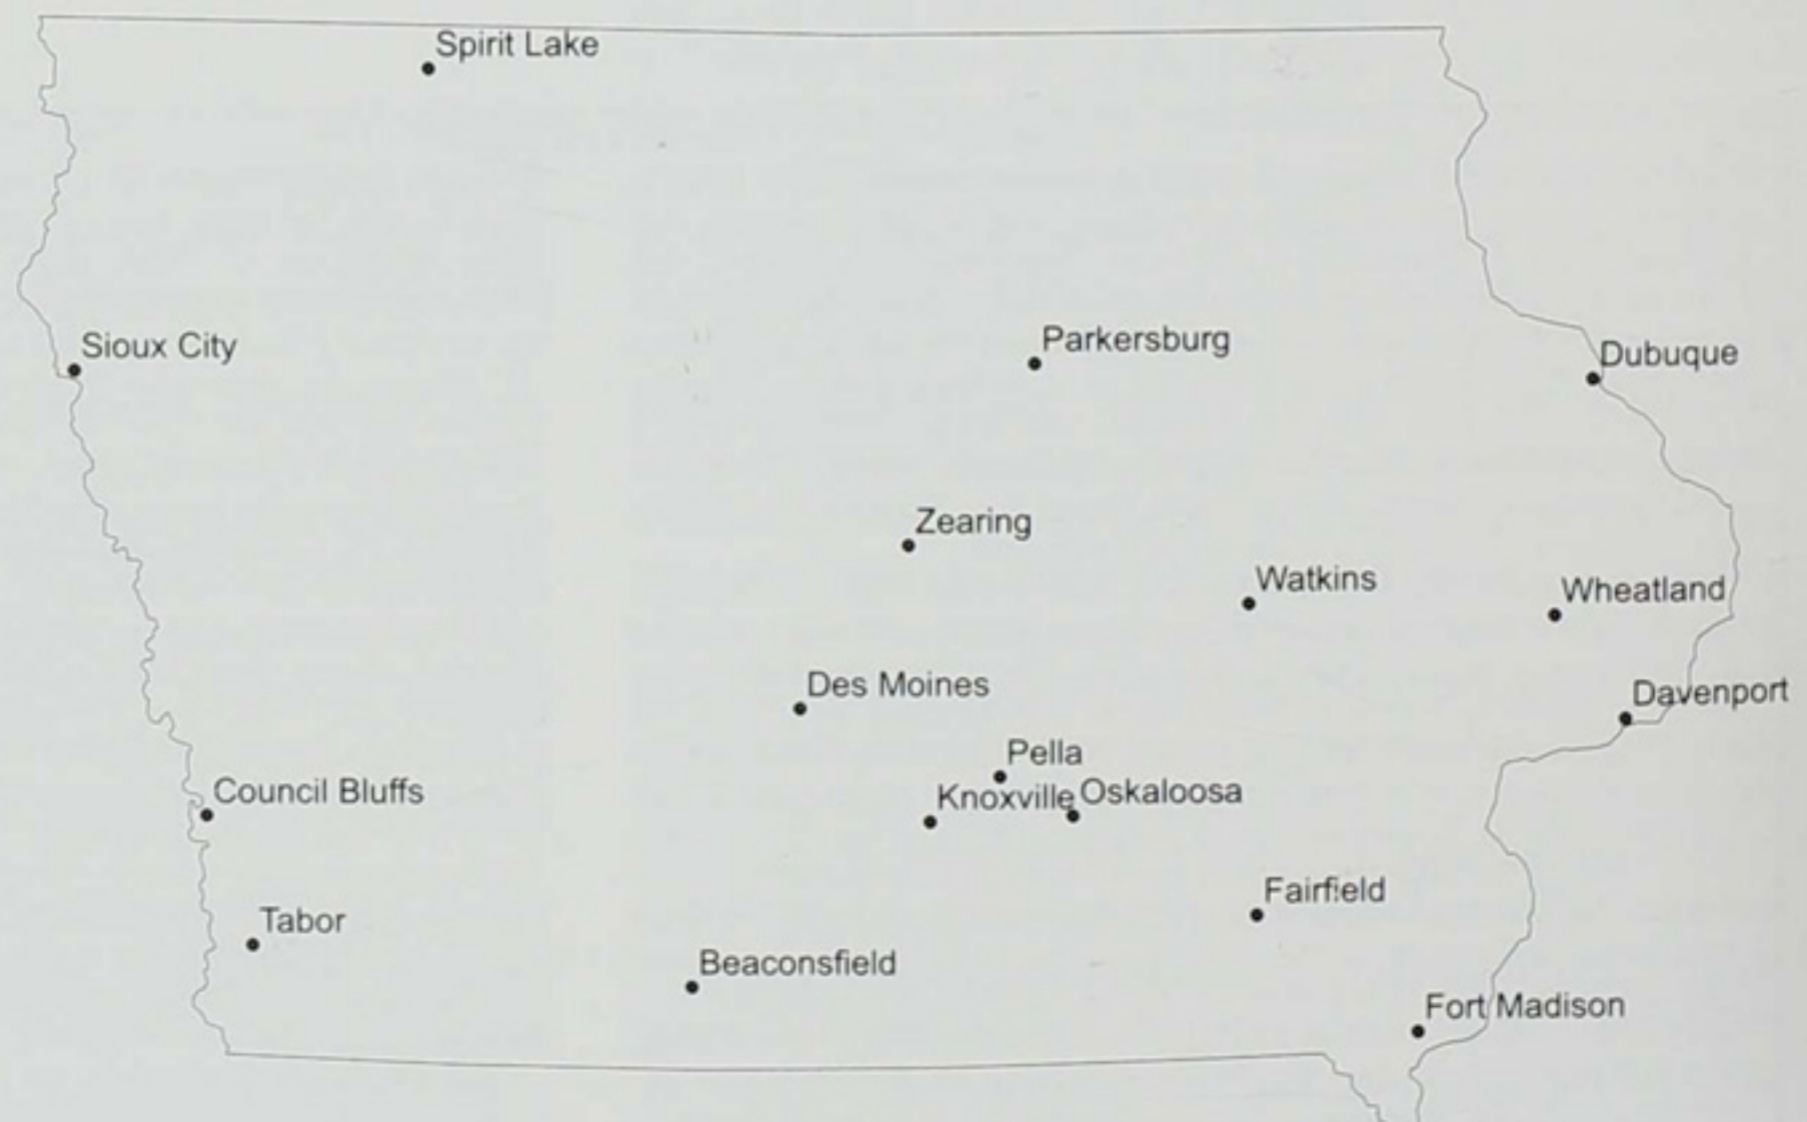 Spirit Lake
Sioux City
Parkersburg
Dubuque
Zearing
Watkins
Wheatland
Des Moines
Davenport
Pella
Council Bluffs
Knoxville
Oskaloosa
Fairfield
Tabor
Beaconsfield
Fort Madison